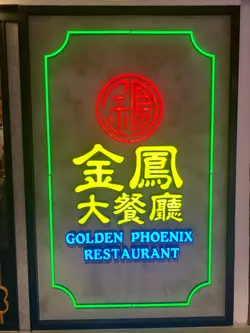 金鳳
大餐廳
GOLDEN PHOENIX
RESTAURANT